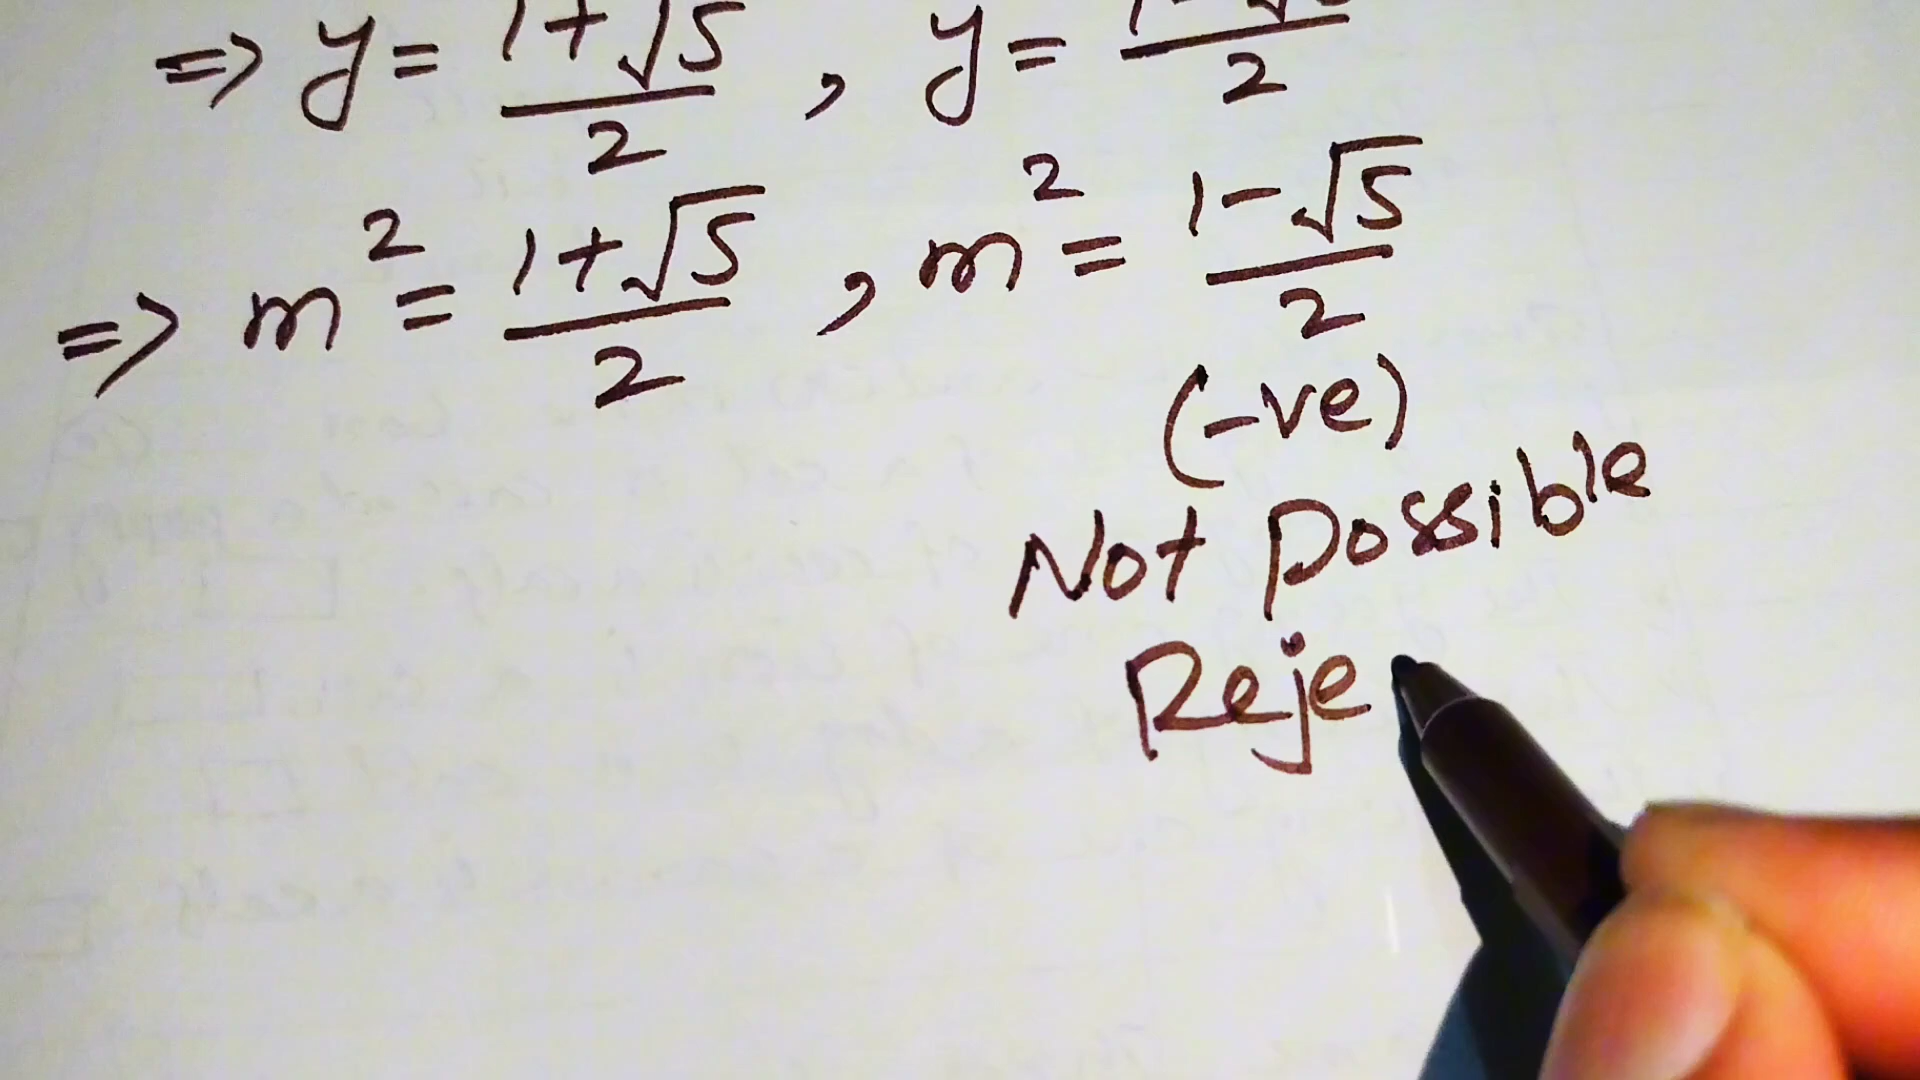 ⇒ y = (1+√5)/2 , y = (1-√5)/2
⇒ m² = (1+√5)/2 , m² = (1-√5)/2
(-ve)
Not possible
Reje